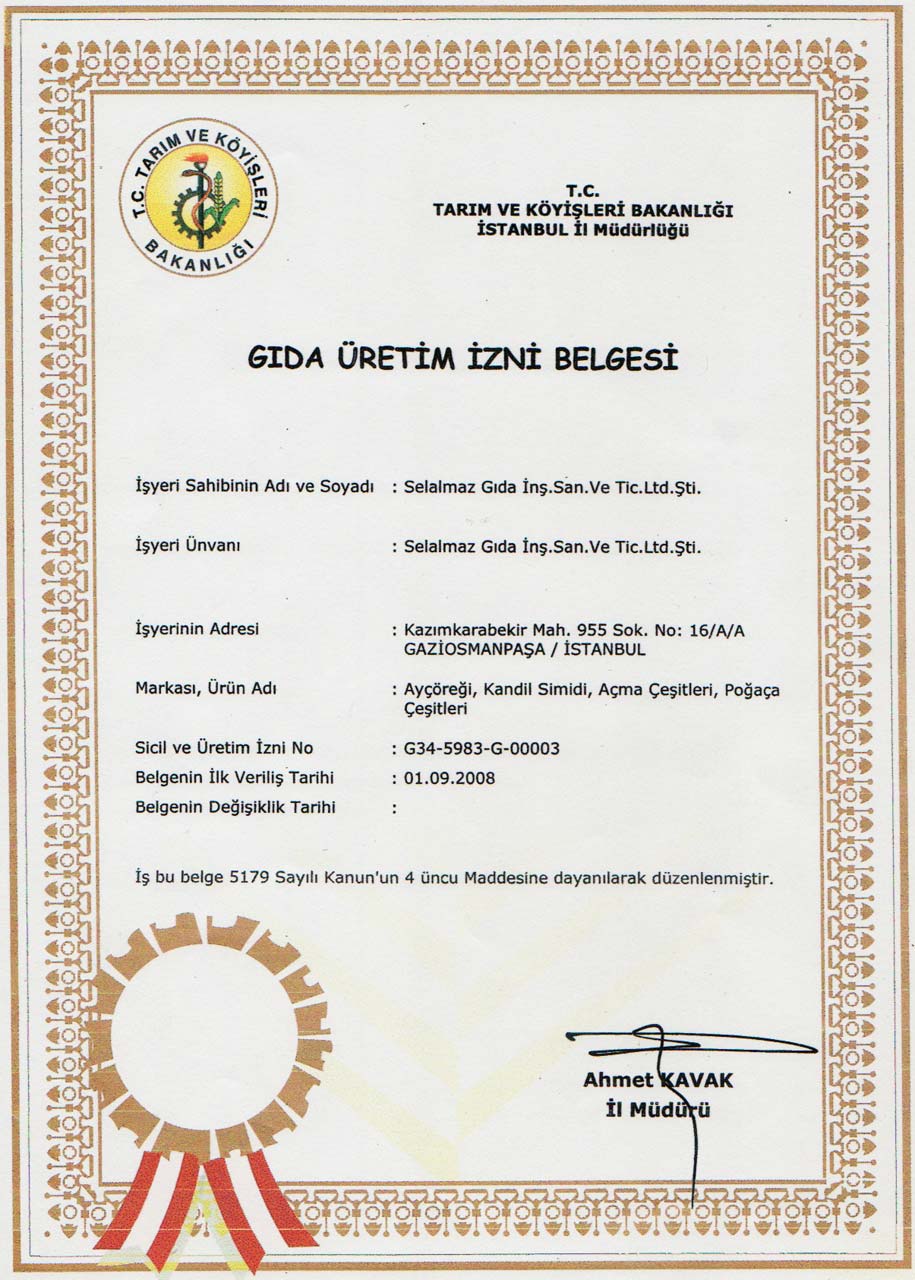 T.C. TARIM VE KÖYİŞLERİ
BAKANLIĞI
T.C.
TARIM VE KÖYİŞLERİ BAKANLIĞI
İSTANBUL İl Müdürlüğü
GIDA ÜRETİM İZNİ BELGESİ
İşyeri Sahibinin Adı ve Soyadı : Selalmaz Gıda İnş.San.Ve Tic.Ltd.Şti.
İşyeri Ünvanı : Selalmaz Gıda İnş.San.Ve Tic.Ltd.Şti.
İşyerinin Adresi : Kazımkarabekir Mah. 955 Sok. No: 16/A/A
GAZİOSMANPAŞA / İSTANBUL
Markası, Ürün Adı : Ayçöreği, Kandil Simidi, Açma Çeşitleri, Poğaça
Çeşitleri
Sicil ve Üretim İzni No : G34-5983-G-00003
Belgenin İlk Veriliş Tarihi : 01.09.2008
Belgenin Değişiklik Tarihi :
İş bu belge 5179 Sayılı Kanun'un 4 üncu Maddesine dayanılarak düzenlenmiştir.
Ahmet KAVAK
İl Müdürü